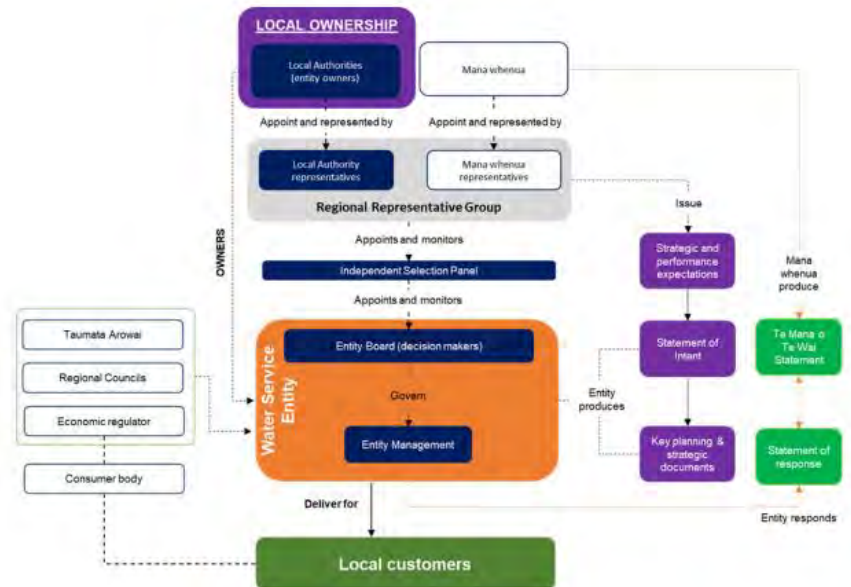 LOCAL OWNERSHIP
Local Authorities
(entity owners)
Mana whenua
Appoint and represented by
Appoint and represented by
Local Authority
representatives
Mana whenua
representatives
Regional Representative Group
Issue
Appoints and monitors
Strategic and
performance
expectations
OWNERS
Independent Selection Panel
Mana
whenua
produce
Appoints and monitors
Taumata Arowai
Regional Councils
Economic regulator
Consumer body
Water Service
Entity
Entity Board (decision makers)
Govern
Entity Management
Statement of
Intent
Te Mana o
Te Wai
Statement
Entity
produces
Key planning &
strategic
documents
Statement of
response
Deliver for
Entity responds
Local customers